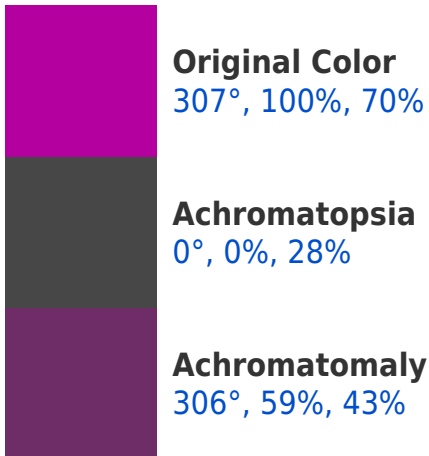 Original Color
307°, 100%, 70%
Achromatopsia
0°, 0%, 28%
Achromatomaly
306°, 59%, 43%